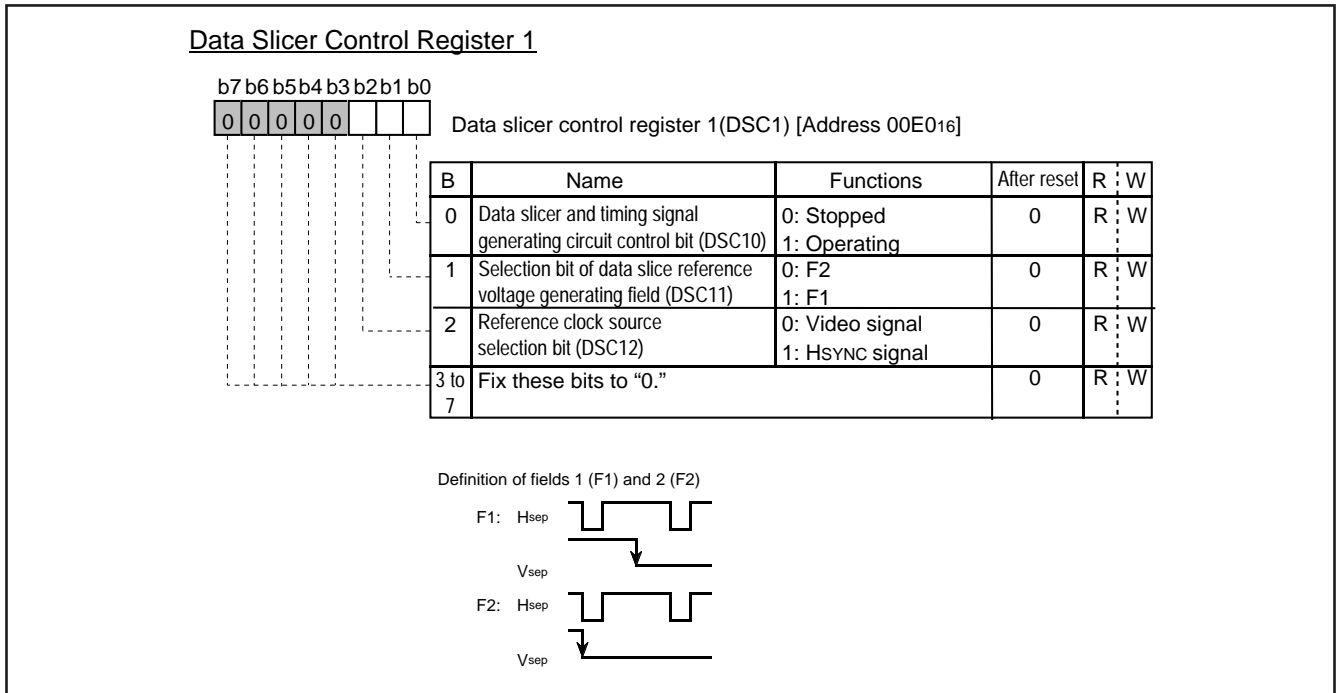 Data Slicer Control Register 1
b7 b6 b5 b4 b3 b2 b1 b0
0 0 0 0 0
Data slicer control register 1(DSC1) [Address 00E016]
B Name Functions After reset R W
0 Data slicer and timing signal generating circuit control bit (DSC10) 0: Stopped 1: Operating 0 R W
1 Selection bit of data slice reference voltage generating field (DSC11) 0: F2 1: F1 0 R W
2 Reference clock source selection bit (DSC12) 0: Video signal 1: HSYNC signal 0 R W
3 to 7 Fix these bits to “0.” 0 R W
Definition of fields 1 (F1) and 2 (F2)
F1: Hsep
Vsep
F2: Hsep
Vsep